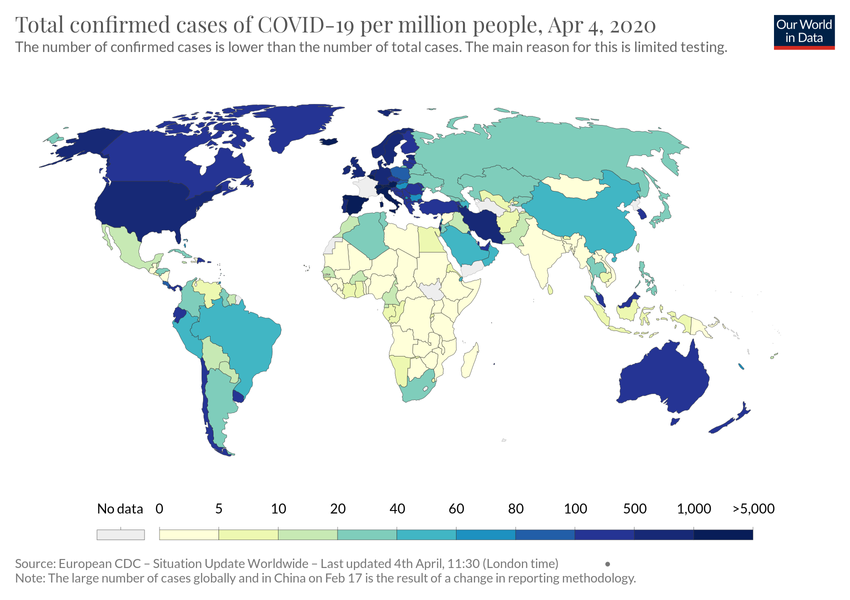 Total confirmed cases of COVID-19 per million people, Apr 4, 2020
The number of confirmed cases is lower than the number of total cases. The main reason for this is limited testing.
Our World
in Data
No data 0 5 10 20 40 60 80 100 500 1,000 >5,000
Source: European CDC – Situation Update Worldwide – Last updated 4th April, 11:30 (London time)
Note: The large number of cases globally and in China on Feb 17 is the result of a change in reporting methodology.